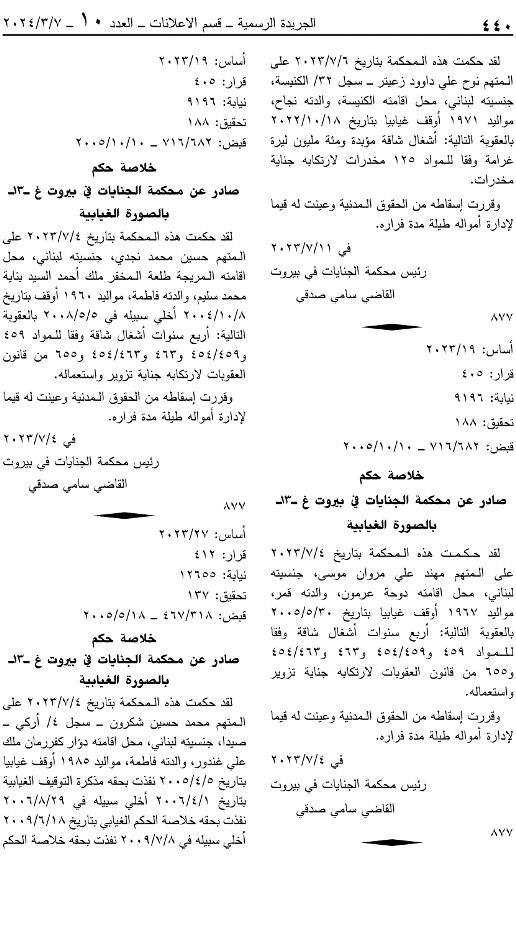 ٤٤٠
الجريدة الرسمية ـ قسم الاعلانات ـ العدد ١٠ ـ ٢٠٢٤/٣/٧
لقد حكمت هذه المحكمة بتاريخ ٢٠٢٣/٧/٦ على
المتهم نوح علي داوود زعيتر ـ سجل ٣٢/ الكنيسة،
جنسيته لبناني، محل اقامته الكنيسة، والدته نجاح،
مواليد ١٩٧١ أوقف غيابيا بتاريخ ٢٠٢٢/١٠/١٨
بالعقوبة التالية: أشغال شاقة مؤبدة ومئة مليون ليرة
غرامة وفقا للمواد ١٢٥ مخدرات لارتكابه جناية
مخدرات.
وقررت إسقاطه من الحقوق المدنية وعينت له قيما
لإدارة أمواله طيلة مدة فراره.
في ٢٠٢٣/٧/١١
رئيس محكمة الجنايات في بيروت
القاضي سامي صدقي
٨٧٧
أساس: ٢٠٢٣/١٩
قرار: ٤٠٥
نيابة: ٩١٩٦
تحقيق: ١٨٨
قبض: ٧١٦/٦٨٢ ـ ٢٠٠٥/١٠/١٠
خلاصة حكم
صادر عن محكمة الجنايات في بيروت غ ـ١٣ـ
بالصورة الغيابية
لقد حكمت هذه المحكمة بتاريخ ٢٠٢٣/٧/٤
على المتهم مهند علي مروان موسى، جنسيته
لبناني، محل اقامته دوحة عرمون، والدته قمر،
مواليد ١٩٦٧ أوقف غيابيا بتاريخ ٢٠٠٥/٥/٣٠
بالعقوبة التالية: أربع سنوات أشغال شاقة وفقا
للمواد ٤٥٩ و٤٥٤/٤٥٩ و٤٦٣ و٤٥٤/٤٦٣
و٦٥٥ من قانون العقوبات لارتكابه جناية تزوير
واستعماله.
وقررت إسقاطه من الحقوق المدنية وعينت له قيما
لإدارة أمواله طيلة مدة فراره.
في ٢٠٢٣/٧/٤
رئيس محكمة الجنايات في بيروت
القاضي سامي صدقي
٨٧٧
أساس: ٢٠٢٣/١٩
قرار: ٤٠٥
نيابة: ٩١٩٦
تحقيق: ١٨٨
قبض: ٧١٦/٦٨٢ ـ ٢٠٠٥/١٠/١٠
خلاصة حكم
صادر عن محكمة الجنايات في بيروت غ ـ١٣ـ
بالصورة الغيابية
لقد حكمت هذه المحكمة بتاريخ ٢٠٢٣/٧/٤ على
المتهم حسين محمد نجدي، جنسيته لبناني، محل
اقامته المريجة طلعة المخفر ملك أحمد السيد بناية
محمد سليم، والدته فاطمة، مواليد ١٩٦٠ أوقف بتاريخ
٢٠٠٤/١٠/٨ أخلي سبيله في ٢٠٠٨/٥/٥ بالعقوبة
التالية: أربع سنوات أشغال شاقة وفقا للمواد ٤٥٩
و٤٥٤/٤٥٩ و٤٦٣ و٤٥٤/٤٦٣ و٦٥٥ من قانون
العقوبات لارتكابه جناية تزوير واستعماله.
وقررت إسقاطه من الحقوق المدنية وعينت له قيما
لإدارة أمواله طيلة مدة فراره.
في ٢٠٢٣/٧/٤
رئيس محكمة الجنايات في بيروت
القاضي سامي صدقي
٨٧٧
أساس: ٢٠٢٣/٢٧
قرار: ٤١٢
نيابة: ١٢٦٥٥
تحقيق: ١٣٧
قبض: ٤٦٧/٣١٨ ـ ٢٠٠٥/٥/١٨
خلاصة حكم
صادر عن محكمة الجنايات في بيروت غ ـ١٣ـ
بالصورة الغيابية
لقد حكمت هذه المحكمة بتاريخ ٢٠٢٣/٧/٤ على
المتهم محمد حسين شكرون ـ سجل ٤/ أركي ـ
صيدا، جنسيته لبناني، محل اقامته دوّار كفررمان ملك
علي غندور، والدته فاطمة، مواليد ١٩٨٥ أوقف غيابيا
بتاريخ ٢٠٠٥/٤/٥ نفذت بحقه مذكرة التوقيف الغيابية
بتاريخ ٢٠٠٦/٤/١ أخلي سبيله في ٢٠٠٦/٨/٢٩
نفذت بحقه خلاصة الحكم الغيابي بتاريخ ٢٠٠٩/٦/١٨
أخلي سبيله في ٢٠٠٩/٧/٨ نفذت بحقه خلاصة الحكم